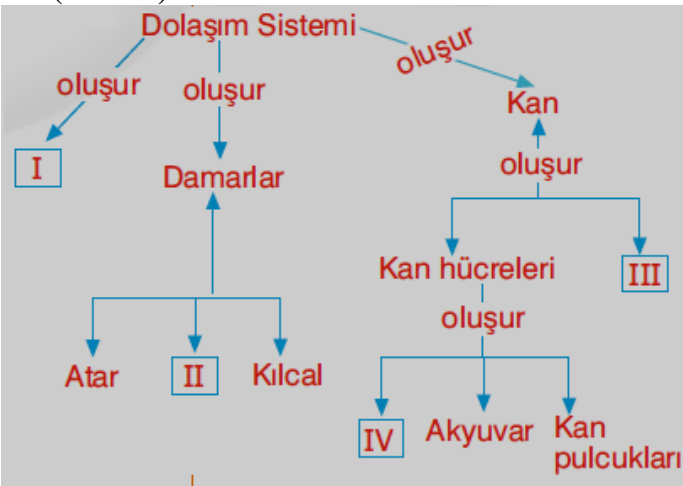 Dolaşım Sistemi
oluşur
oluşur
oluşur
Kan
I
Damarlar
oluşur
Kan hücreleri
III
oluşur
Atar
II
Kılcal
IV
Akyuvar
Kan
pulcukları